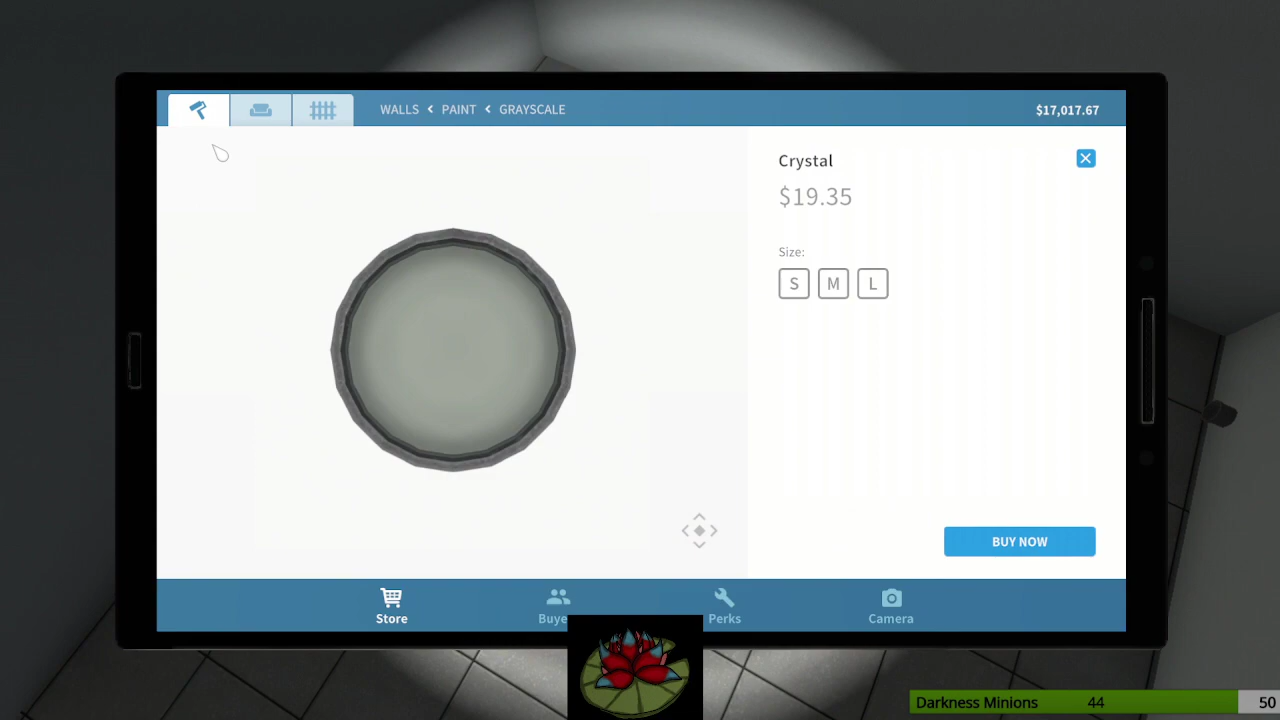 WALLS < PAINT < GRAYSCALE
$17,017.67
Crystal
$19.35
Size:
S M L
BUY NOW
Store
Buye
Perks
Camera
Darkness Minions 44 50